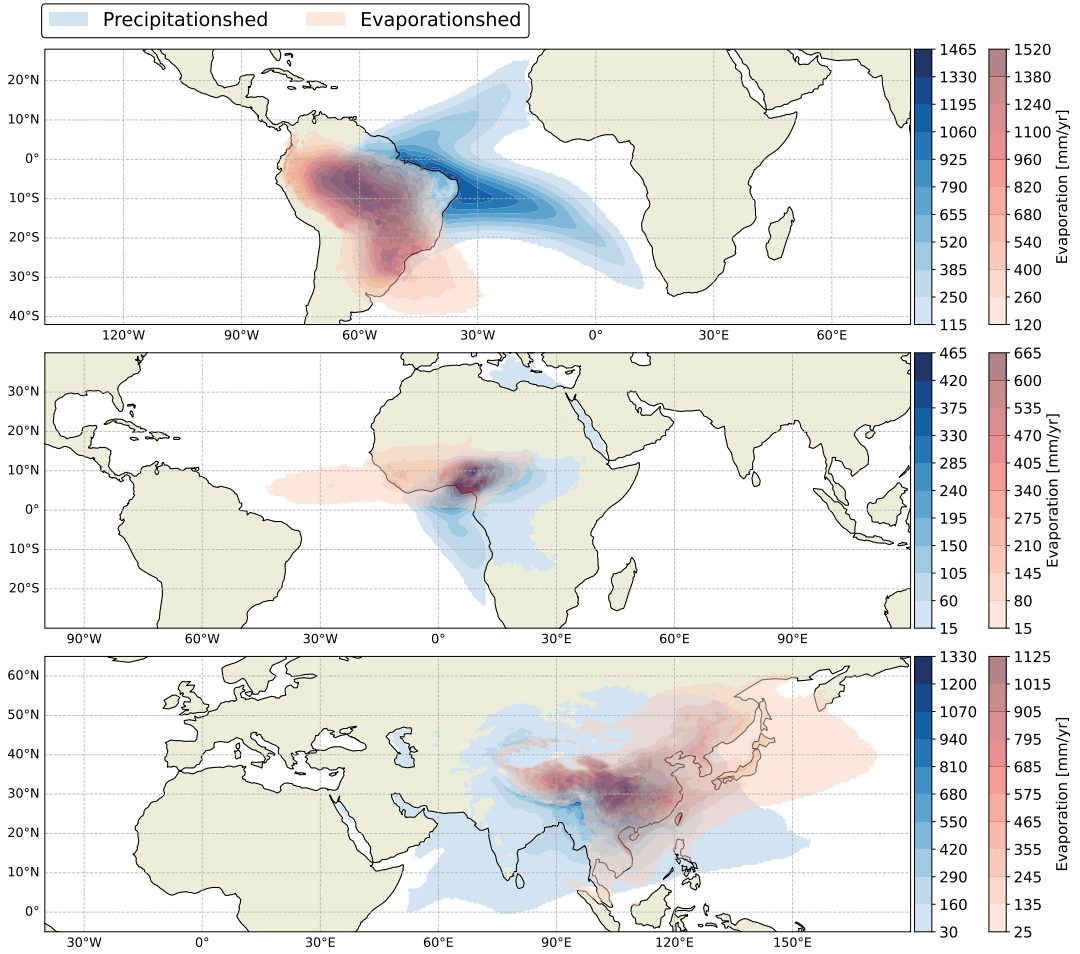 Precipitationshed Evaporationshed
20°N
10°N
0°
10°S
20°S
30°S
40°S
120°W 90°W 60°W 30°W 0° 30°E 60°E
1465
1330
1195
1060
925
790
655
520
385
250
115
1520
1380
1240
1100
960
820
680
540
400
260
120
Evaporation [mm/yr]
30°N
20°N
10°N
0°
10°S
20°S
90°W 60°W 30°W 0° 30°E 60°E 90°E
465
420
375
330
285
240
195
150
105
60
15
665
600
535
470
405
340
275
210
145
80
15
Evaporation [mm/yr]
60°N
50°N
40°N
30°N
20°N
10°N
0°
30°W 0° 30°E 60°E 90°E 120°E 150°E
1330
1200
1070
940
810
680
550
420
290
160
30
1125
1015
905
795
685
575
465
355
245
135
25
Evaporation [mm/yr]